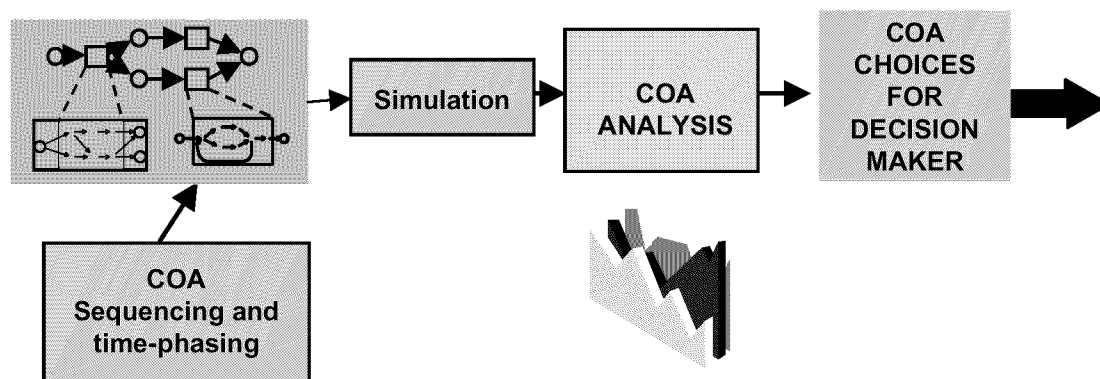 Simulation
COA
ANALYSIS
COA
CHOICES
FOR
DECISION
MAKER
COA
Sequencing and
time-phasing